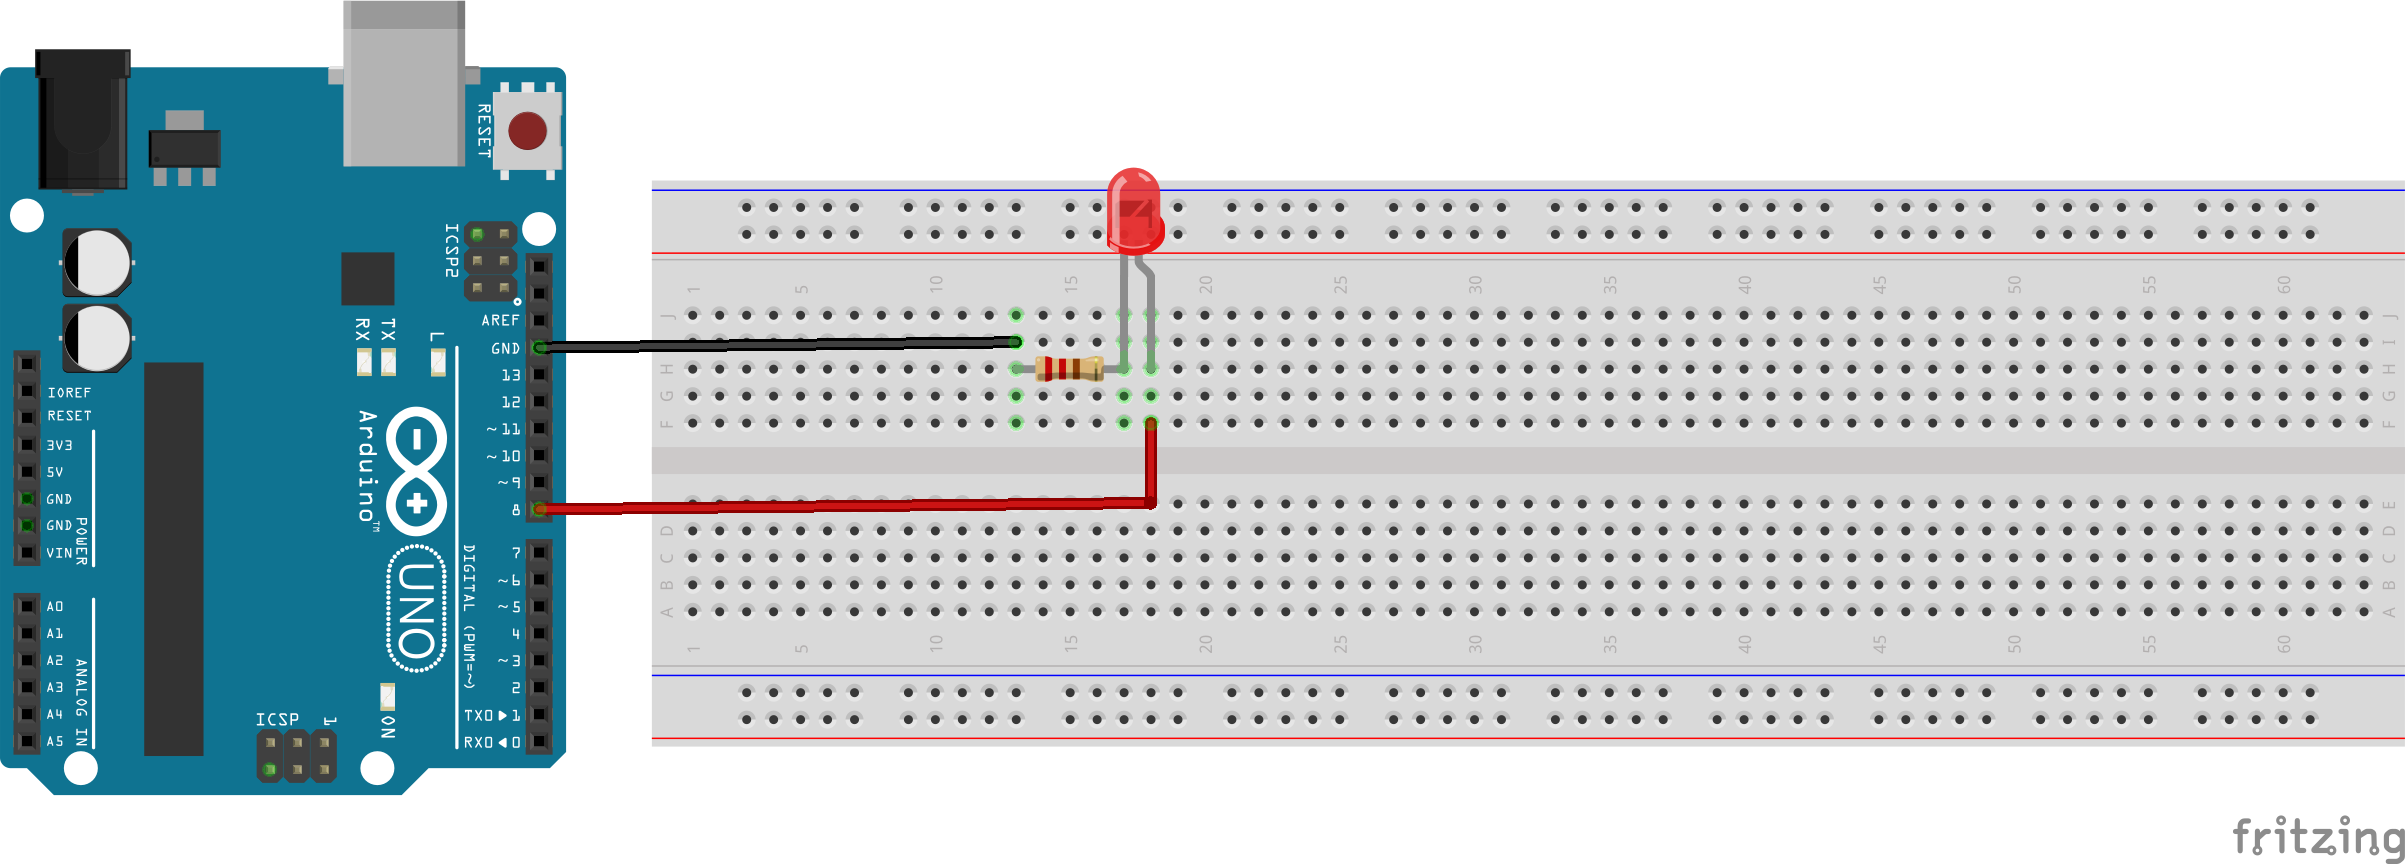 RESET
ICSP2
AREF
GND
13
12
~11
~10
~9
8
7
~6
~5
4
~3
2
TX0▶1
RX0◀0
RX
TX
L
Arduino™
UNO
DIGITAL (PWM=~)
IOREF
RESET
3V3
5V
GND
GND
VIN
POWER
A0
A1
A2
A3
A4
A5
ANALOG IN
ICSP
1
ON
1 5 10 15 20 25 30 35 40 45 50 55 60
J J
I
H H
G G
F F
E
D D
C C
B B
A A
1 5 10 15 20 25 30 35 40 45 50 55 60
fritzing